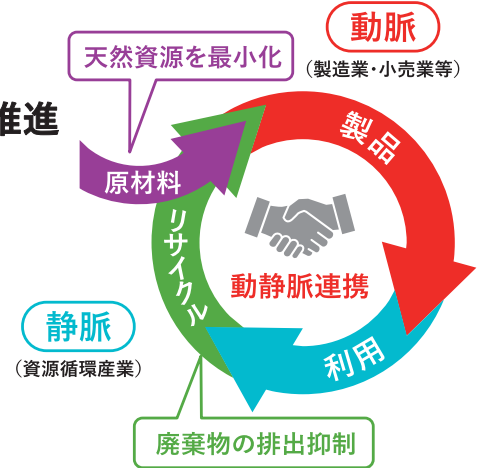 動脈
（製造業・小売業等）
天然資源を最小化
推進
原材料
製品
リサイクル
動静脈連携
静脈
（資源循環産業）
利用
廃棄物の排出抑制